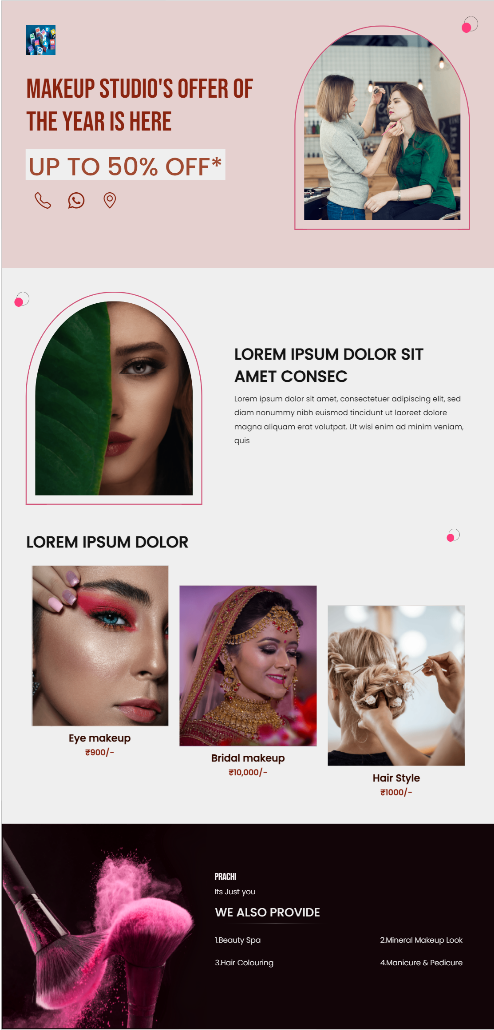 MAKEUP STUDIO'S OFFER OF
THE YEAR IS HERE
UP TO 50% OFF*
LOREM IPSUM DOLOR SIT
AMET CONSEC
Lorem ipsum dolor sit amet, consectetuer adipiscing elit, sed
diam nonummy nibh euismod tincidunt ut laoreet dolore
magna aliquam erat volutpat. Ut wisi enim ad minim veniam,
quis
LOREM IPSUM DOLOR
Eye makeup
₹900/-
Bridal makeup
₹10,000/-
Hair Style
₹1000/-
PRACHI
Its Just you
WE ALSO PROVIDE
1.Beauty Spa
2.Mineral Makeup Look
3.Hair Colouring
4.Manicure & Pedicure